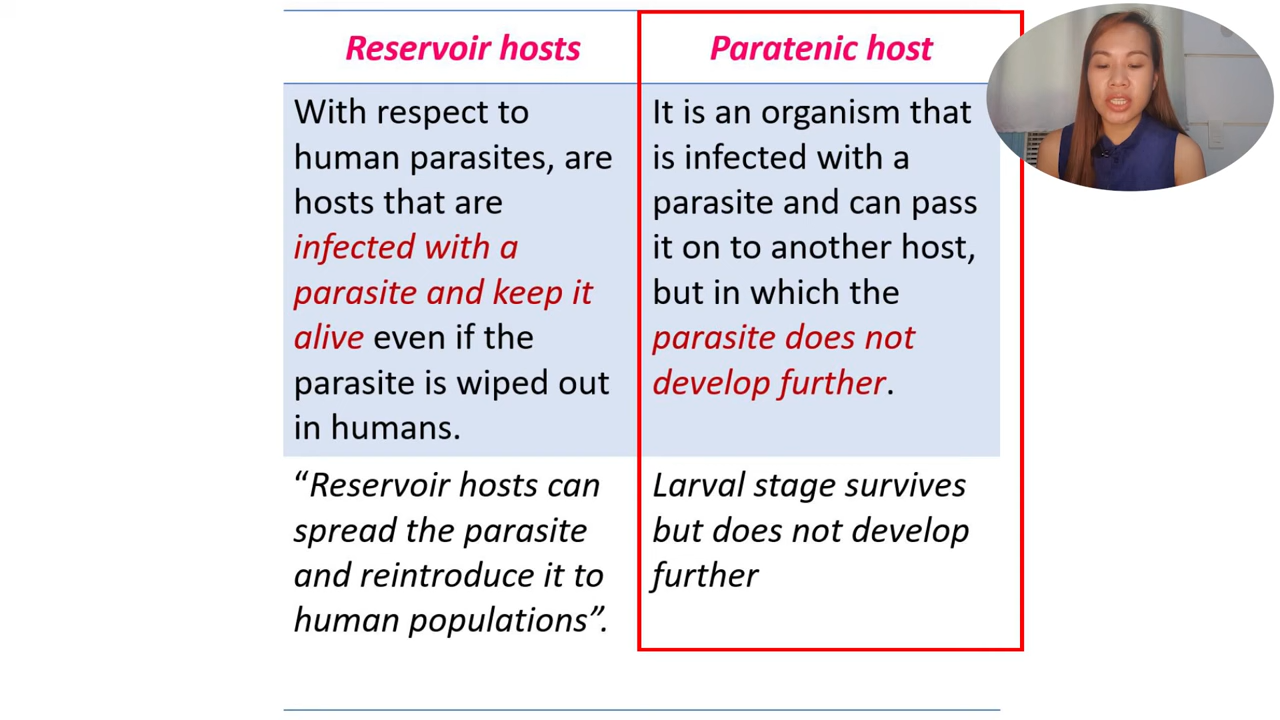 Reservoir hosts
With respect to
human parasites, are
hosts that are
infected with a
parasite and keep it
alive even if the
parasite is wiped out
in humans.
“Reservoir hosts can
spread the parasite
and reintroduce it to
human populations”.
Paratenic host
It is an organism that
is infected with a
parasite and can pass
it on to another host,
but in which the
parasite does not
develop further.
Larval stage survives
but does not develop
further